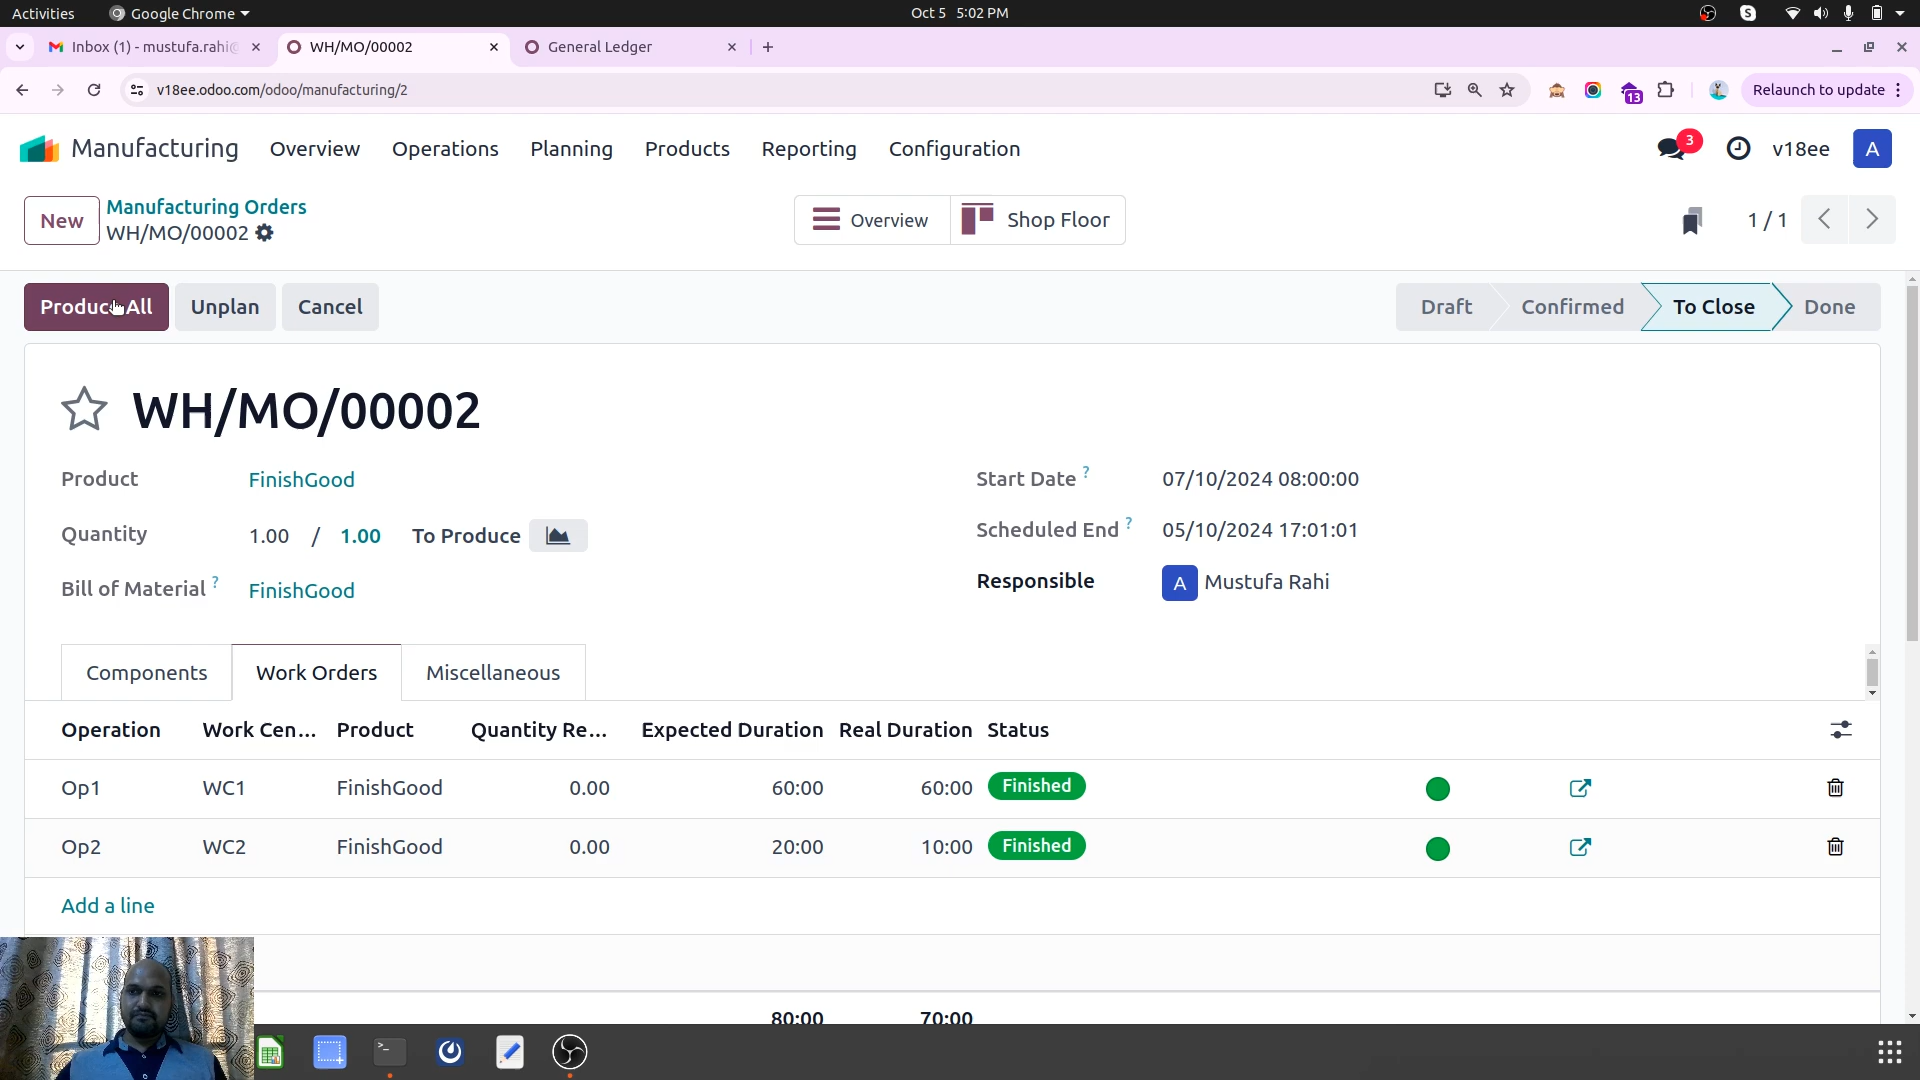 Activities Google Chrome Oct 5 5:02 PM
Inbox (1) - mustufa.rahi@ WH/MO/00002 General Ledger
v18ee.odoo.com/odoo/manufacturing/2 13 Relaunch to update
Manufacturing Overview Operations Planning Products Reporting Configuration 3 v18ee A
New Manufacturing Orders Overview Shop Floor 1 / 1
WH/MO/00002
Produce All Unplan Cancel Draft Confirmed To Close Done
WH/MO/00002
Product FinishGood Start Date ? 07/10/2024 08:00:00
Quantity 1.00 / 1.00 To Produce Scheduled End ? 05/10/2024 17:01:01
Bill of Material ? FinishGood Responsible A Mustufa Rahi
Components Work Orders Miscellaneous
Operation Work Cen... Product Quantity Re... Expected Duration Real Duration Status
Op1 WC1 FinishGood 0.00 60:00 60:00 Finished
Op2 WC2 FinishGood 0.00 20:00 10:00 Finished
Add a line
80:00 70:00